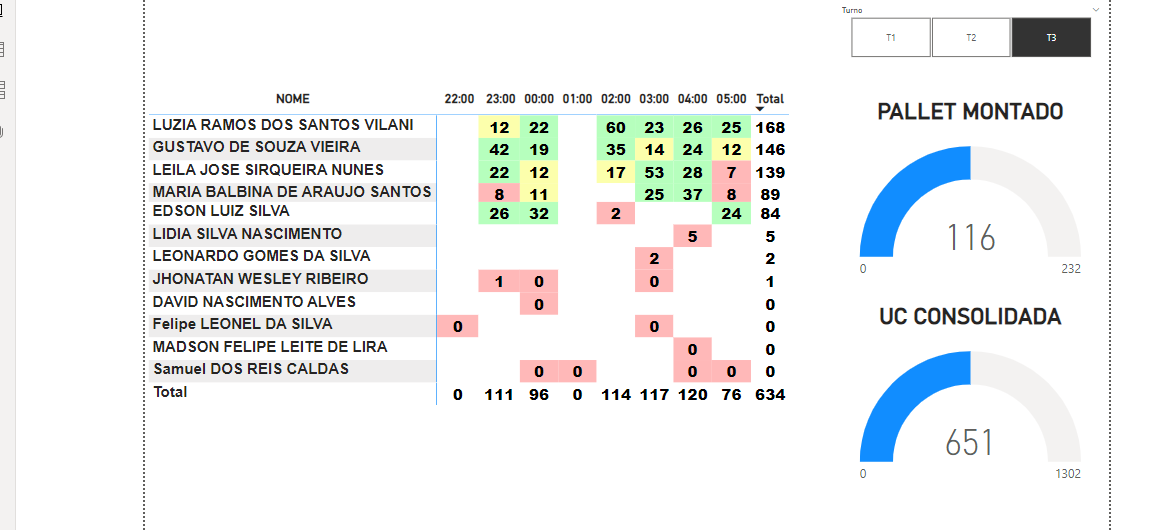 Turno
T1 T2 T3
NOME 22:00 23:00 00:00 01:00 02:00 03:00 04:00 05:00 Total
LUZIA RAMOS DOS SANTOS VILANI 12 22 60 23 26 25 168
GUSTAVO DE SOUZA VIEIRA 42 19 35 14 24 12 146
LEILA JOSE SIRQUEIRA NUNES 22 12 17 53 28 7 139
MARIA BALBINA DE ARAUJO SANTOS 8 11 25 37 8 89
EDSON LUIZ SILVA 26 32 2 24 84
LIDIA SILVA NASCIMENTO 5 5
LEONARDO GOMES DA SILVA 2 2
JHONATAN WESLEY RIBEIRO 1 0 0 1
DAVID NASCIMENTO ALVES 0 0
Felipe LEONEL DA SILVA 0 0 0
MADSON FELIPE LEITE DE LIRA 0 0
Samuel DOS REIS CALDAS 0 0 0 0 0
Total 0 111 96 0 114 117 120 76 634
PALLET MONTADO
116
0 232
UC CONSOLIDADA
651
0 1302